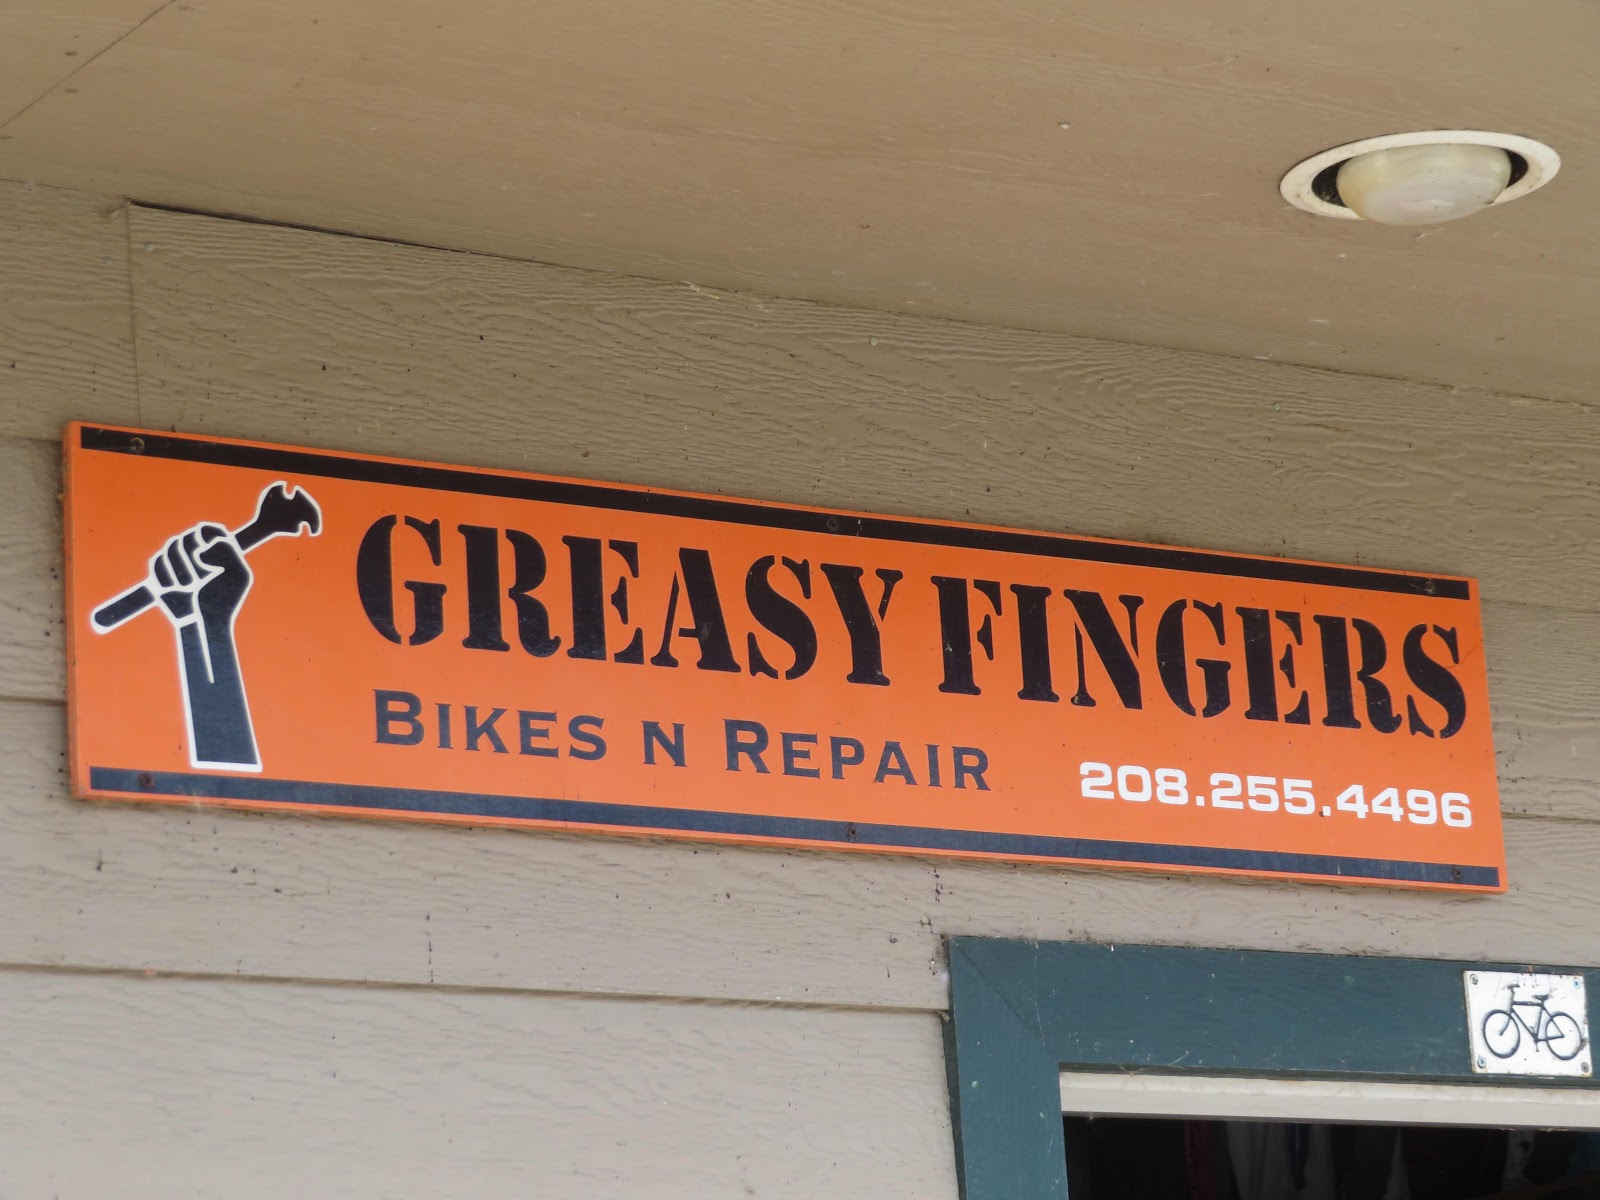 GREASY FINGERS
BIKES N REPAIR
208.255.4496